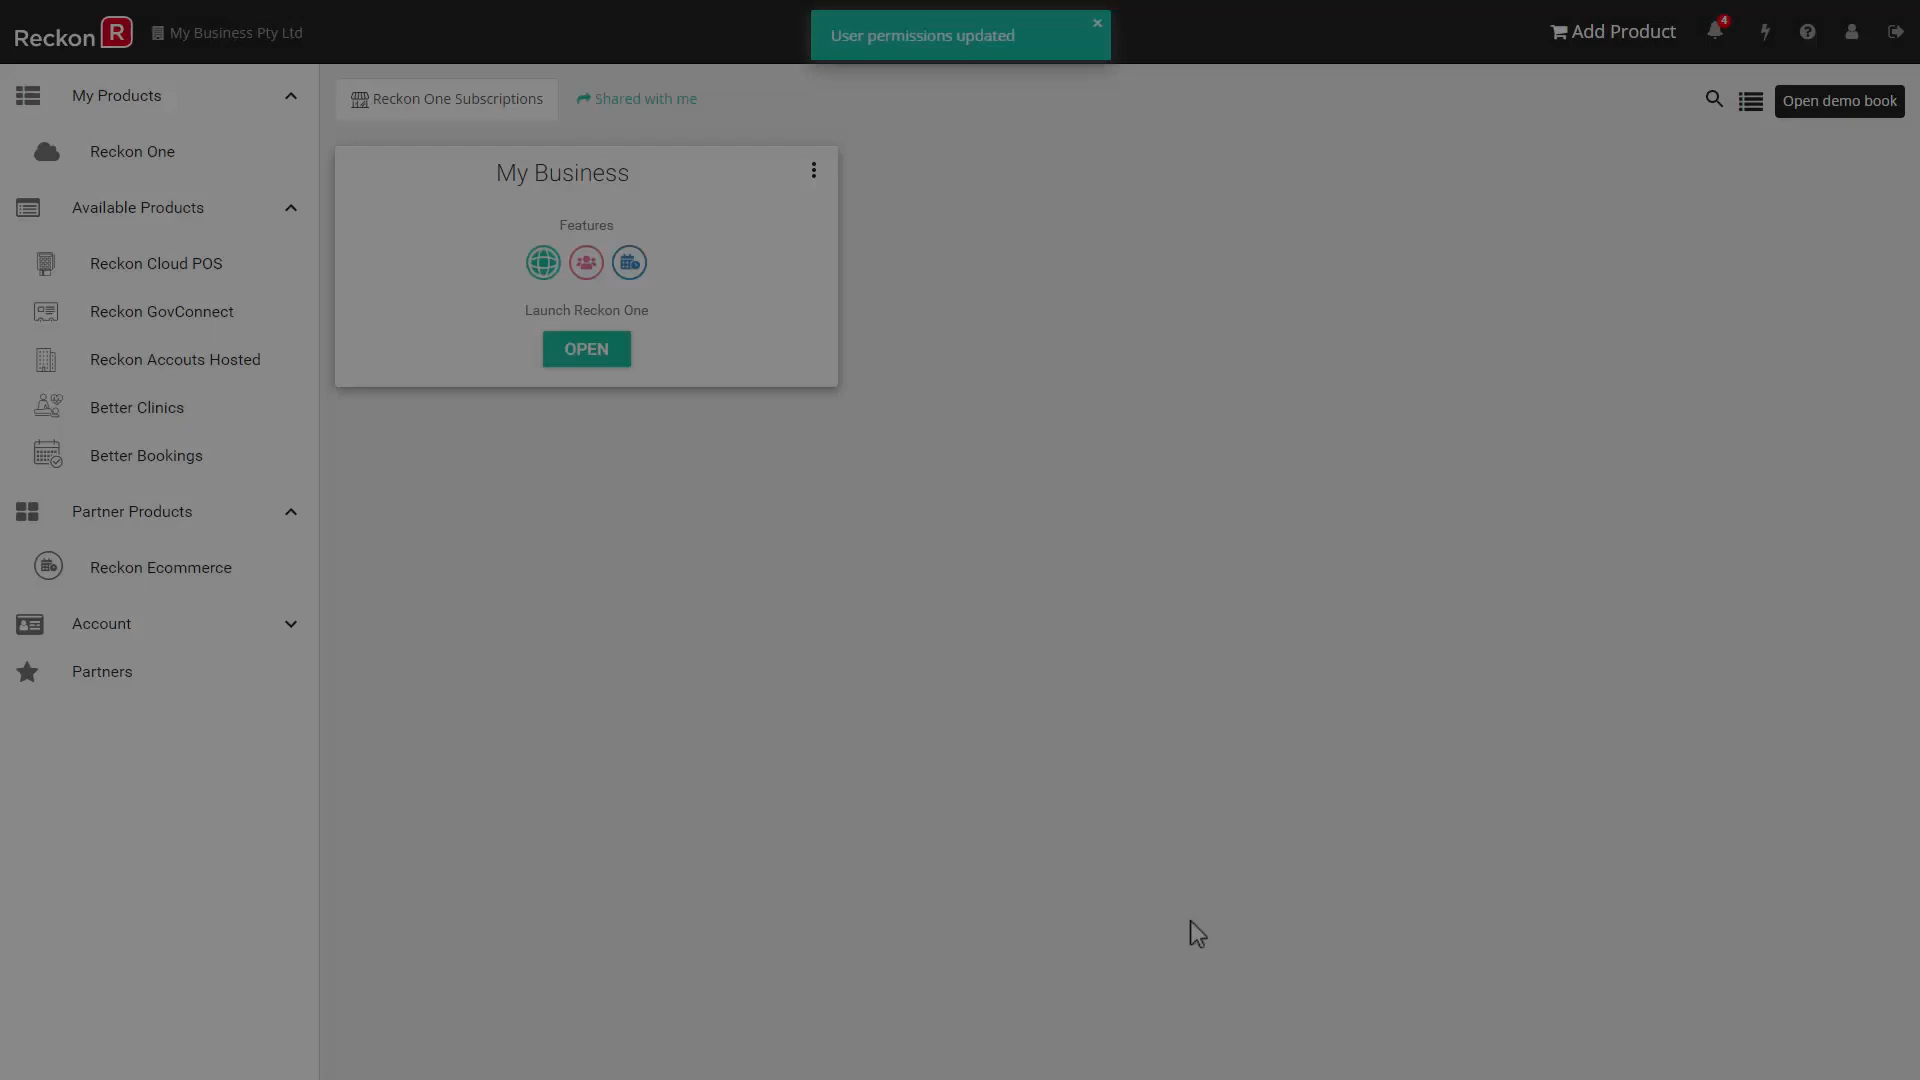 Reckon R
My Business Pty Ltd
User permissions updated
×
Add Product
4
My Products
Reckon One
Available Products
Reckon Cloud POS
Reckon GovConnect
Reckon Accouts Hosted
Better Clinics
Better Bookings
Partner Products
Reckon Ecommerce
Account
Partners
Reckon One Subscriptions
Shared with me
Open demo book
My Business
Features
Launch Reckon One
OPEN